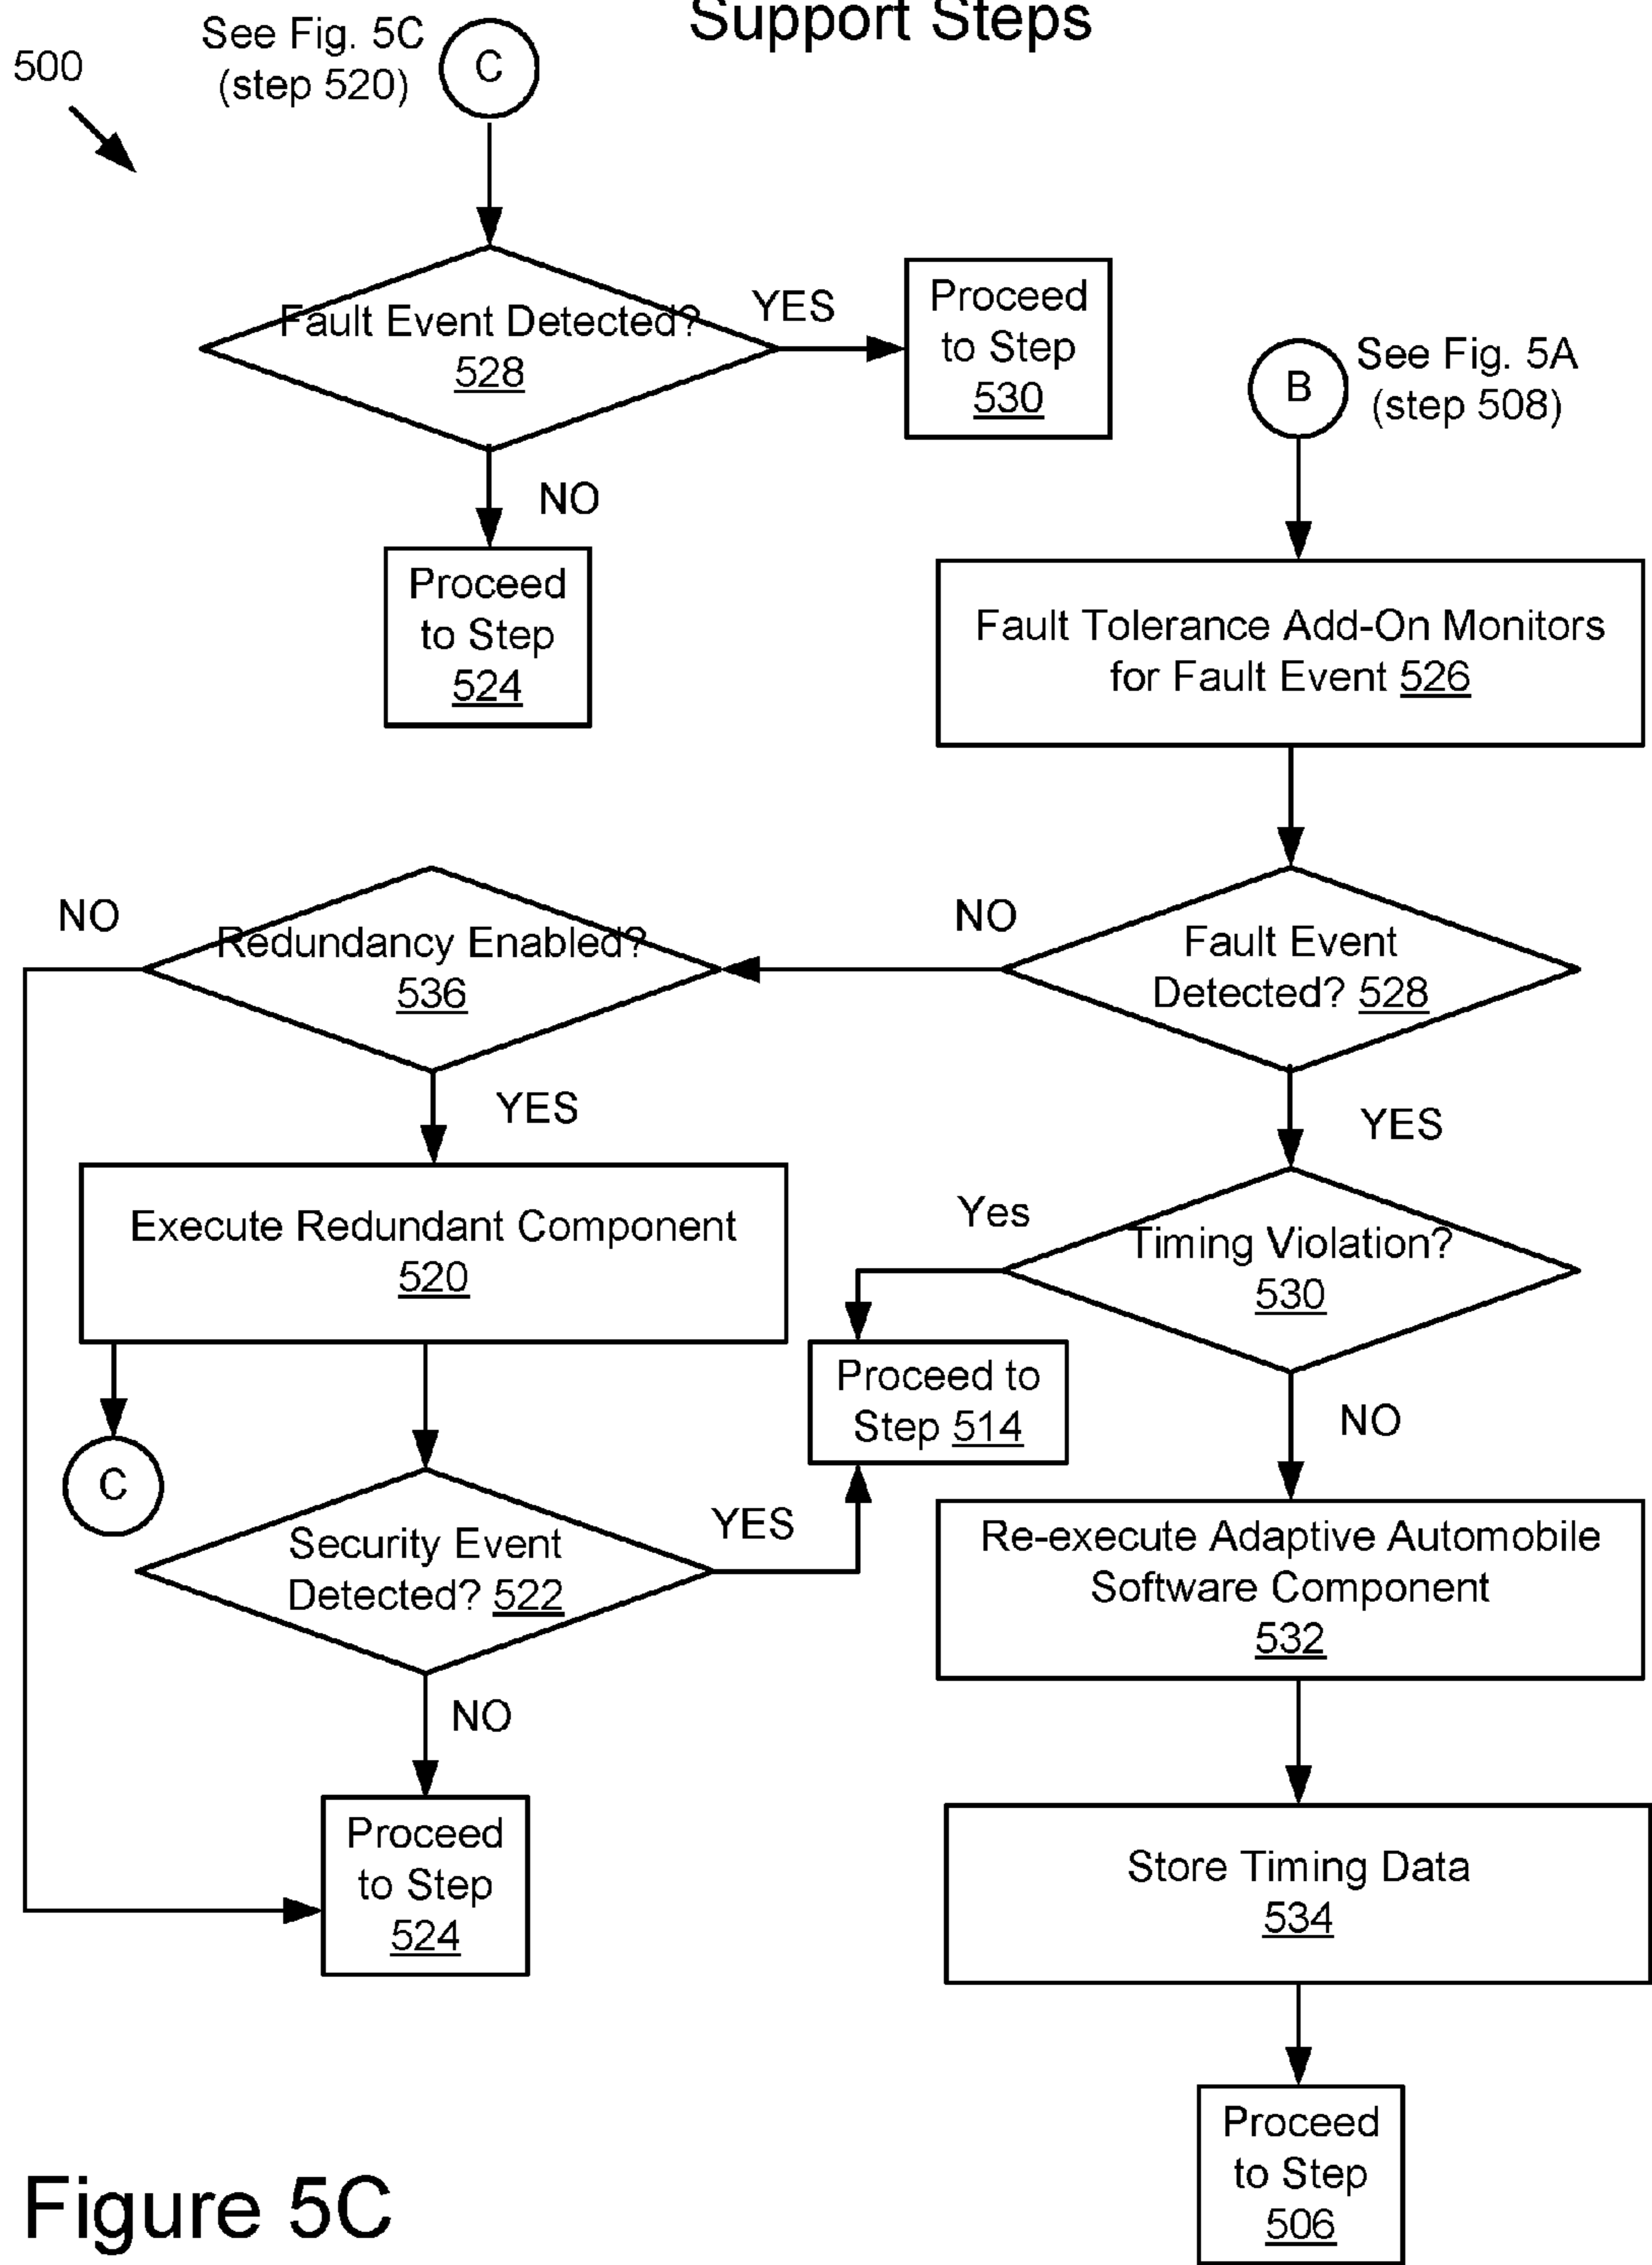 Support Steps
500
See Fig. 5C
(step 520)
C
Fault Event Detected?
528
YES
Proceed
to Step
530
NO
Proceed
to Step
524
B
See Fig. 5A
(step 508)
Fault Tolerance Add-On Monitors
for Fault Event 526
Fault Event
Detected? 528
NO
YES
Redundancy Enabled?
536
NO
YES
Execute Redundant Component
520
C
Security Event
Detected? 522
YES
NO
Proceed
to Step
524
Timing Violation?
530
Yes
Proceed to
Step 514
NO
Re-execute Adaptive Automobile
Software Component
532
Store Timing Data
534
Proceed
to Step
506
Figure 5C